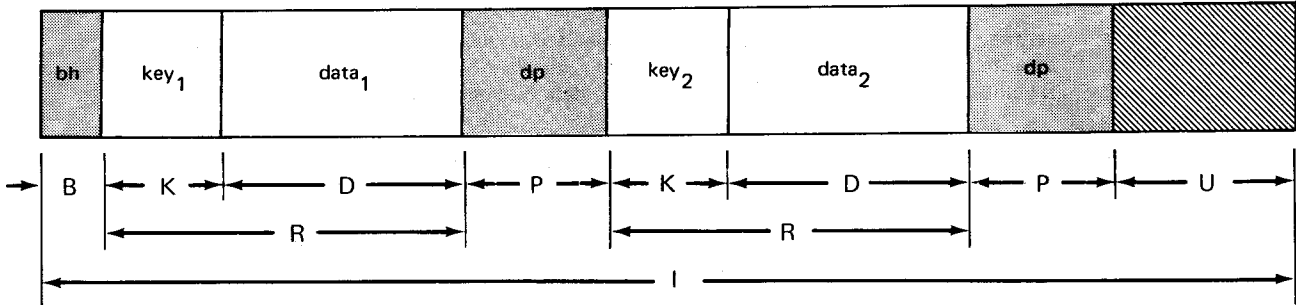 bh key₁ data₁ dp key₂ data₂ dp
B K D P K D P U
R R
I